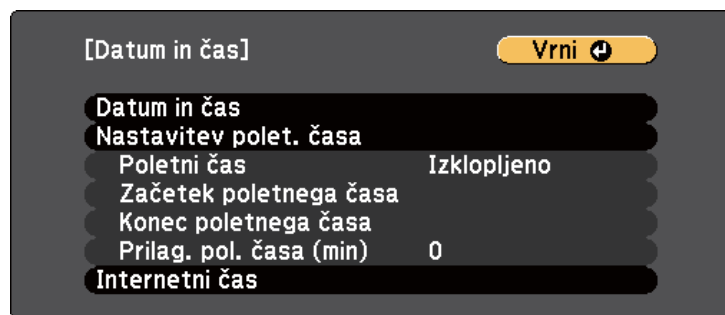 [Datum in čas] Vrni
Datum in čas
Nastavitev polet. časa
Poletni čas Izklopljeno
Začetek poletnega časa
Konec poletnega časa
Prilag. pol. časa (min) 0
Internetni čas